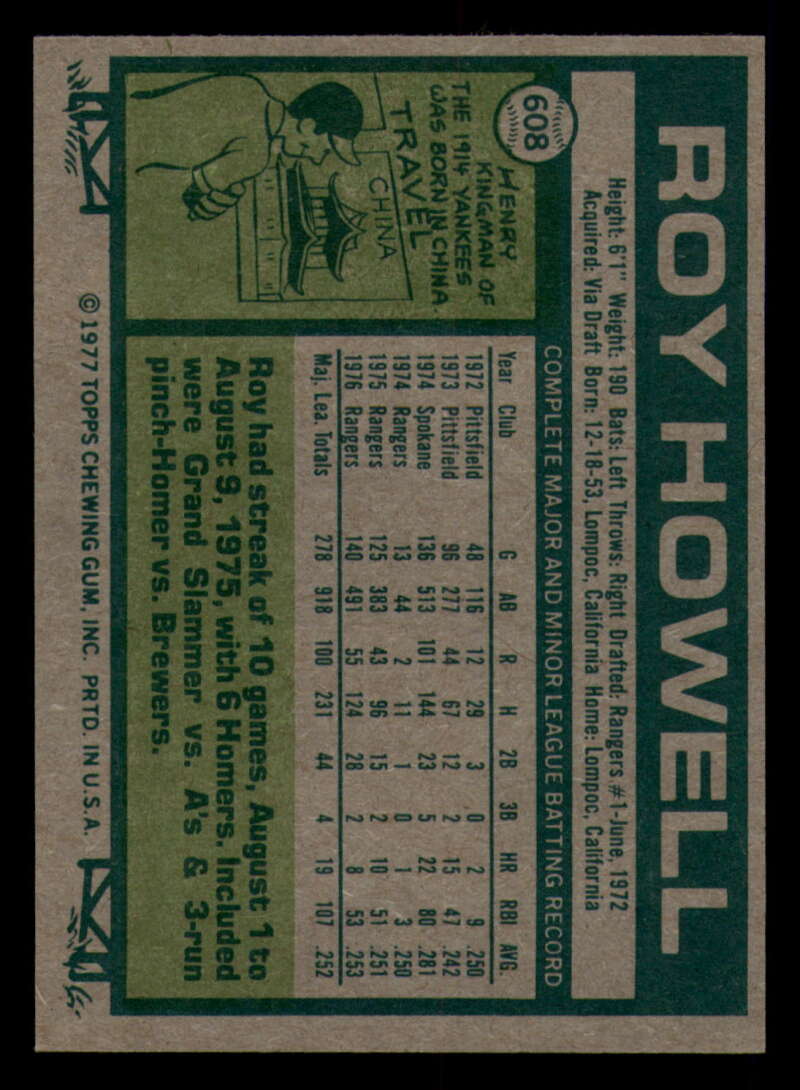 608
ROY HOWELL
Height: 6'1" Weight: 190 Bats: Left Throws: Right Drafted: Rangers #1-June, 1972
Acquired: Via Draft Born: 12-18-53, Lompoc, California Home: Lompoc, California
COMPLETE MAJOR AND MINOR LEAGUE BATTING RECORD
Year Club G AB R H 2B 3B HR RBI AVG.
1972 Pittsfield 48 116 12 29 3 0 2 9 .250
1973 Pittsfield 96 277 44 67 12 2 15 47 .242
1974 Spokane 136 513 101 144 23 5 22 80 .281
1974 Rangers 13 44 2 11 1 0 1 3 .250
1975 Rangers 125 383 43 96 15 2 10 51 .251
1976 Rangers 140 491 55 124 28 2 8 53 .253
Maj. Lea. Totals 278 918 100 231 44 4 19 107 .252
HENRY
KINGMAN OF
THE 1914 YANKEES
WAS BORN IN CHINA.
TRAVEL
CHINA
Roy had streak of 10 games, August 1 to
August 9, 1975, with 6 Homers. Included
were Grand Slammer vs. A's & 3-run
pinch-Homer vs. Brewers.
© 1977 TOPPS CHEWING GUM, INC. PRTD. IN U.S.A.